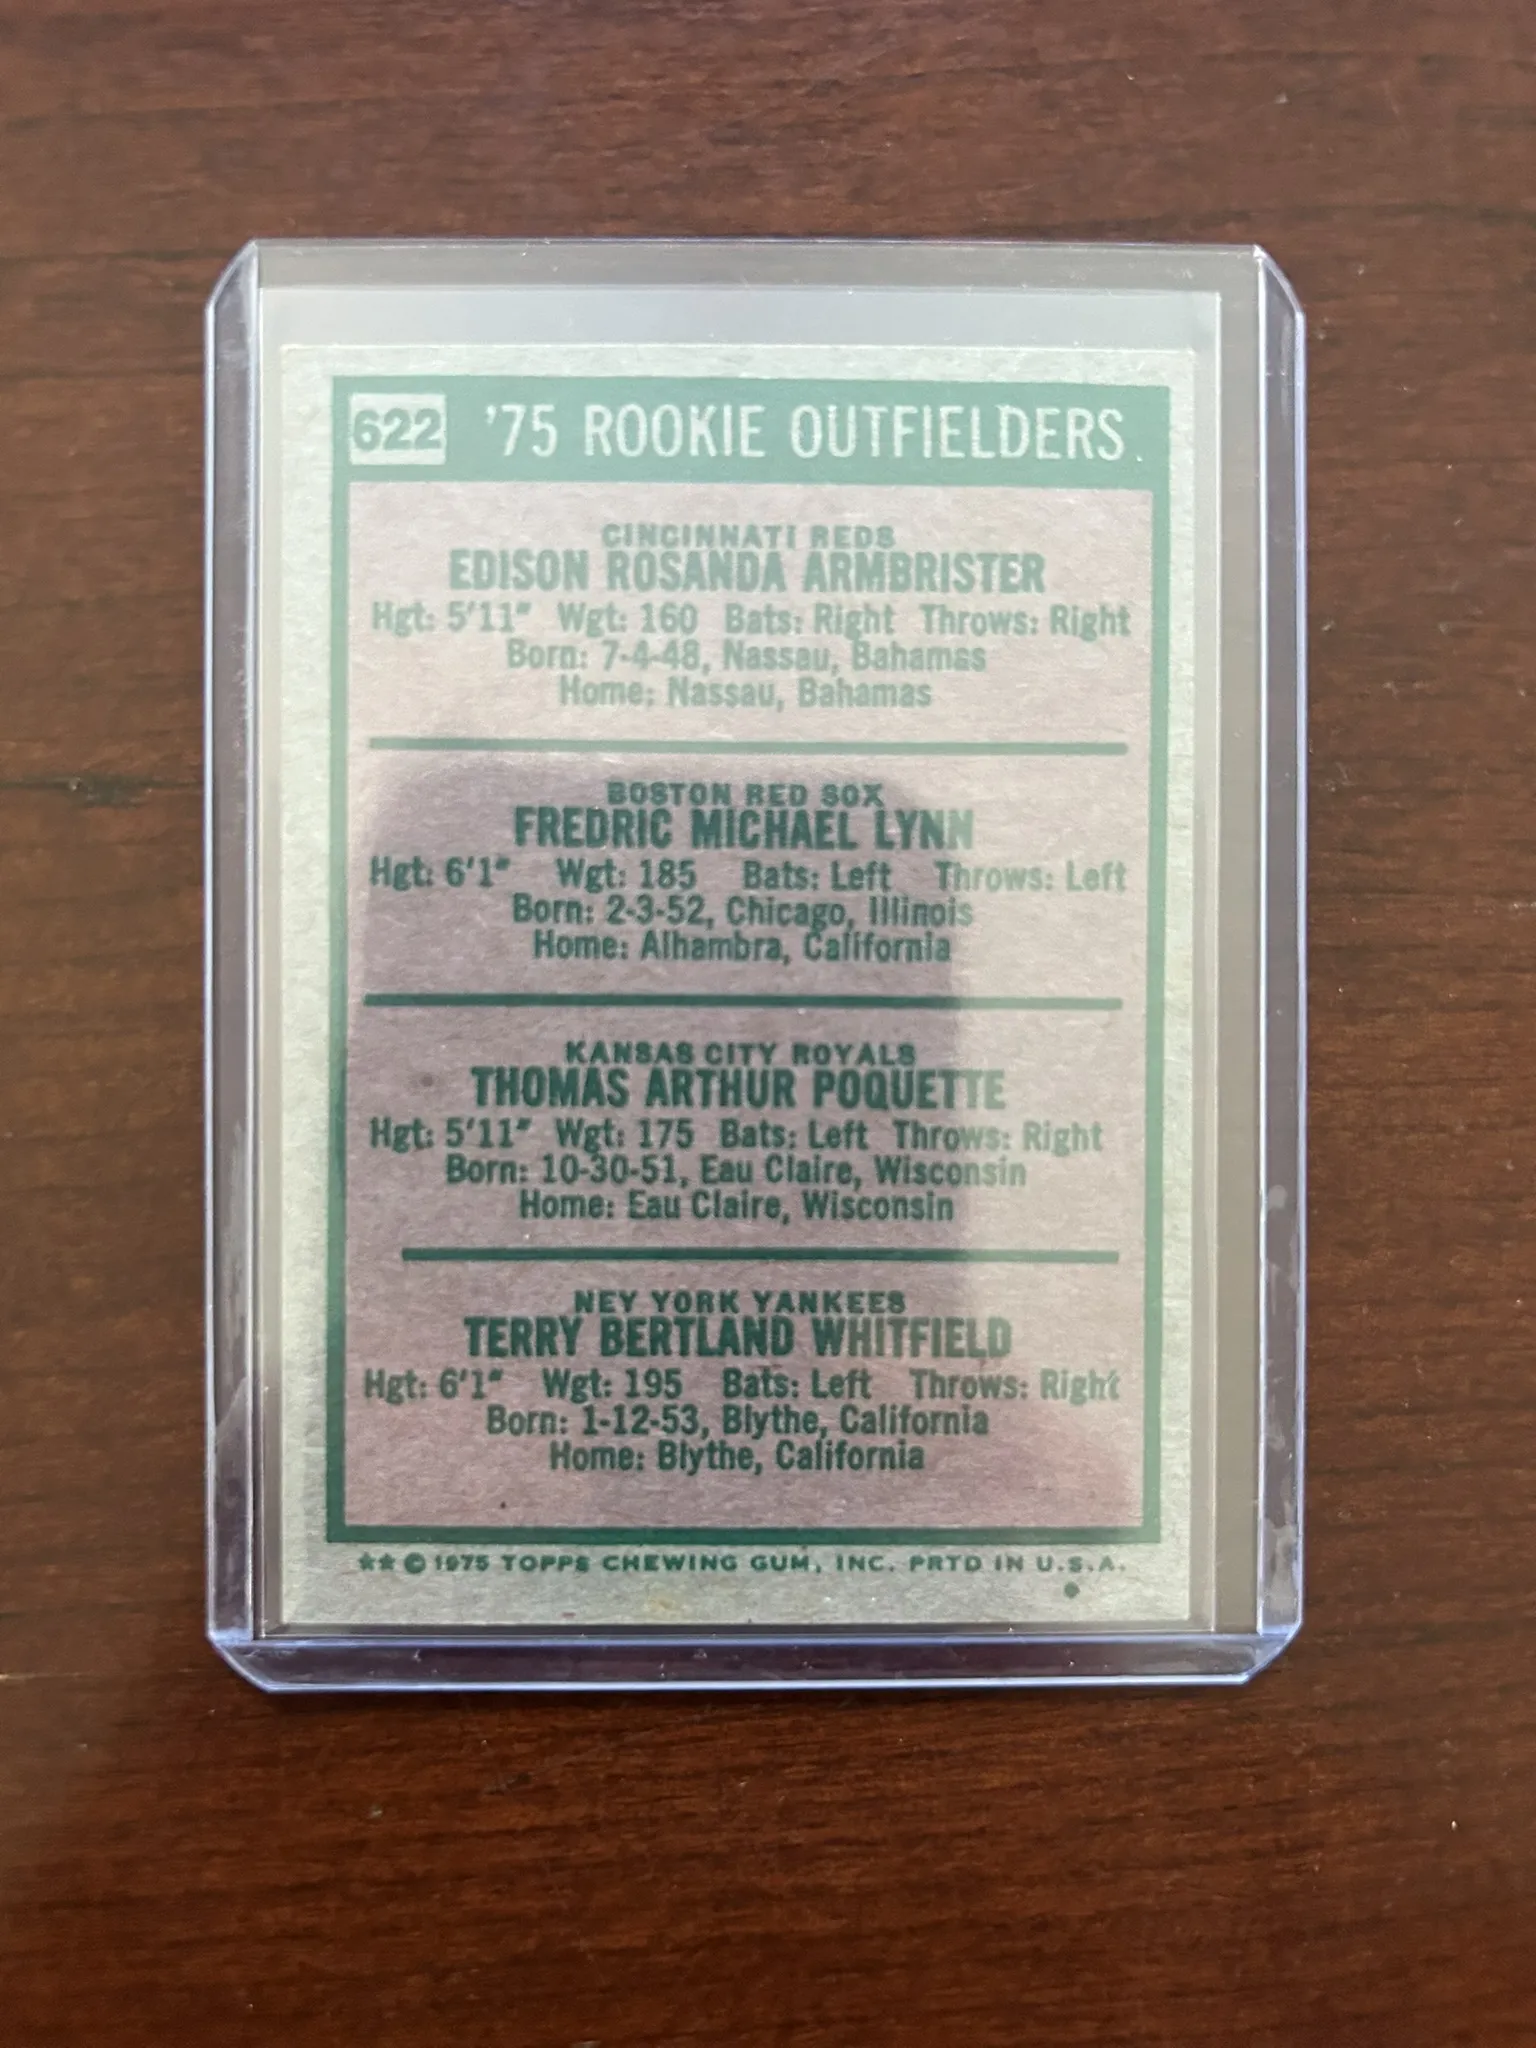 622 '75 ROOKIE OUTFIELDERS
CINCINNATI REDS
EDISON ROSANDA ARMBRISTER
Hgt: 5'11" Wgt: 160 Bats: Right Throws: Right
Born: 7-4-48, Nassau, Bahamas
Home: Nassau, Bahamas
BOSTON RED SOX
FREDRIC MICHAEL LYNN
Hgt: 6'1" Wgt: 185 Bats: Left Throws: Left
Born: 2-3-52, Chicago, Illinois
Home: Alhambra, California
KANSAS CITY ROYALS
THOMAS ARTHUR POQUETTE
Hgt: 5'11" Wgt: 175 Bats: Left Throws: Right
Born: 10-30-51, Eau Claire, Wisconsin
Home: Eau Claire, Wisconsin
NEY YORK YANKEES
TERRY BERTLAND WHITFIELD
Hgt: 6'1" Wgt: 195 Bats: Left Throws: Right
Born: 1-12-53, Blythe, California
Home: Blythe, California
★★ © 1975 TOPPS CHEWING GUM, INC. PRTD IN U.S.A.